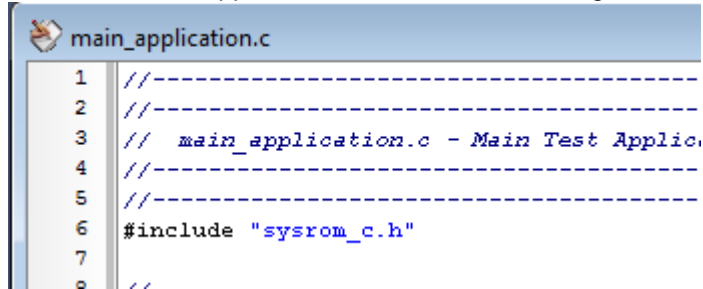 main_application.c
1 //---------------------------------------
2 //---------------------------------------
3 //  main_application.c - Main Test
4 //---------------------------------------
5 //---------------------------------------
6 #include "sysrom_c.h"
7
8 //